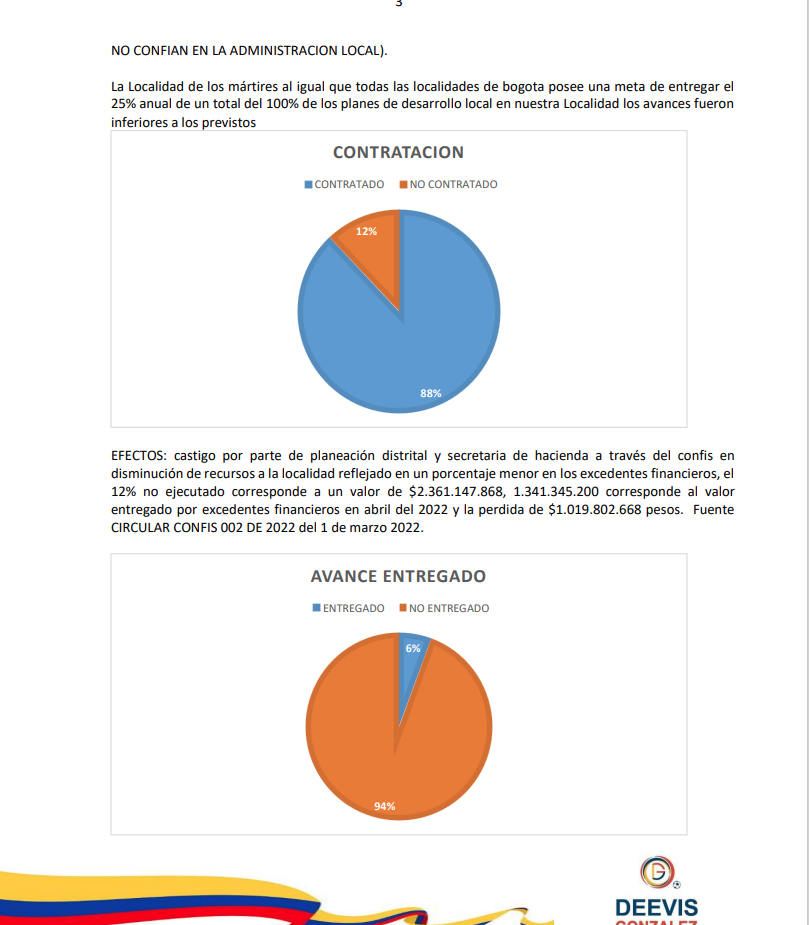 3
NO CONFIAN EN LA ADMINISTRACION LOCAL).
La Localidad de los mártires al igual que todas las localidades de bogota posee una meta de entregar el
25% anual de un total del 100% de los planes de desarrollo local en nuestra Localidad los avances fueron
inferiores a los previstos
CONTRATACION
CONTRATADO NO CONTRATADO
12%
88%
EFECTOS: castigo por parte de planeación distrital y secretaria de hacienda a través del confis en
disminución de recursos a la localidad reflejado en un porcentaje menor en los excedentes financieros, el
12% no ejecutado corresponde a un valor de $2.361.147.868, 1.341.345.200 corresponde al valor
entregado por excedentes financieros en abril del 2022 y la perdida de $1.019.802.668 pesos. Fuente
CIRCULAR CONFIS 002 DE 2022 del 1 de marzo 2022.
AVANCE ENTREGADO
ENTREGADO NO ENTREGADO
6%
94%
DEEVIS
GONZALEZ